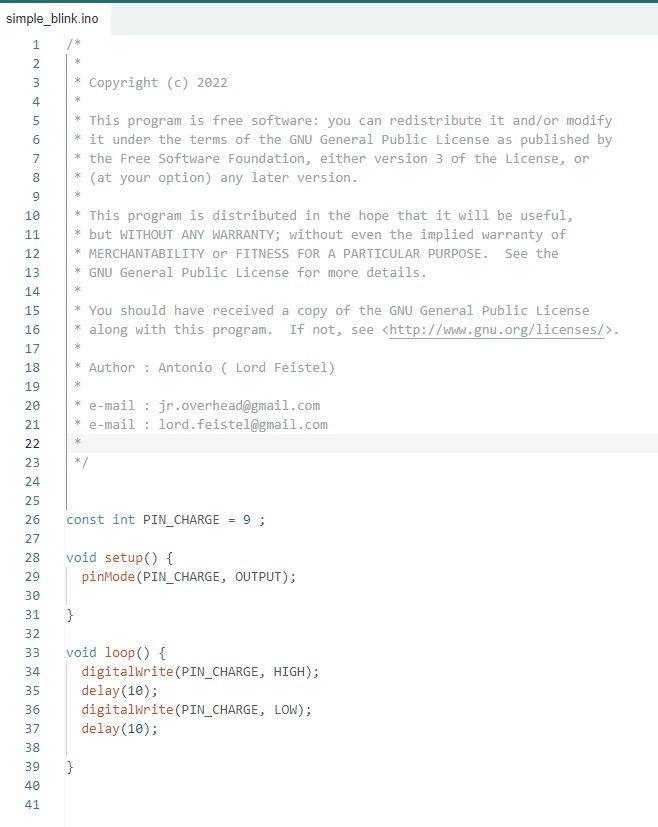 simple_blink.ino
1 /*
2 *
3 * Copyright (c) 2022
4 *
5 * This program is free software: you can redistribute it and/or modify
6 * it under the terms of the GNU General Public License as published by
7 * the Free Software Foundation, either version 3 of the License, or
8 * (at your option) any later version.
9 *
10 * This program is distributed in the hope that it will be useful,
11 * but WITHOUT ANY WARRANTY; without even the implied warranty of
12 * MERCHANTABILITY or FITNESS FOR A PARTICULAR PURPOSE.  See the
13 * GNU General Public License for more details.
14 *
15 * You should have received a copy of the GNU General Public License
16 * along with this program.  If not, see <http://www.gnu.org/licenses/>.
17 *
18 * Author : Antonio ( Lord Feistel)
19 *
20 * e-mail : jr.overhead@gmail.com
21 * e-mail : lord.feistel@gmail.com
22 *
23 */
24
25
26 const int PIN_CHARGE = 9 ;
27
28 void setup() {
29   pinMode(PIN_CHARGE, OUTPUT);
30
31 }
32
33 void loop() {
34   digitalWrite(PIN_CHARGE, HIGH);
35   delay(10);
36   digitalWrite(PIN_CHARGE, LOW);
37   delay(10);
38
39 }
40
41